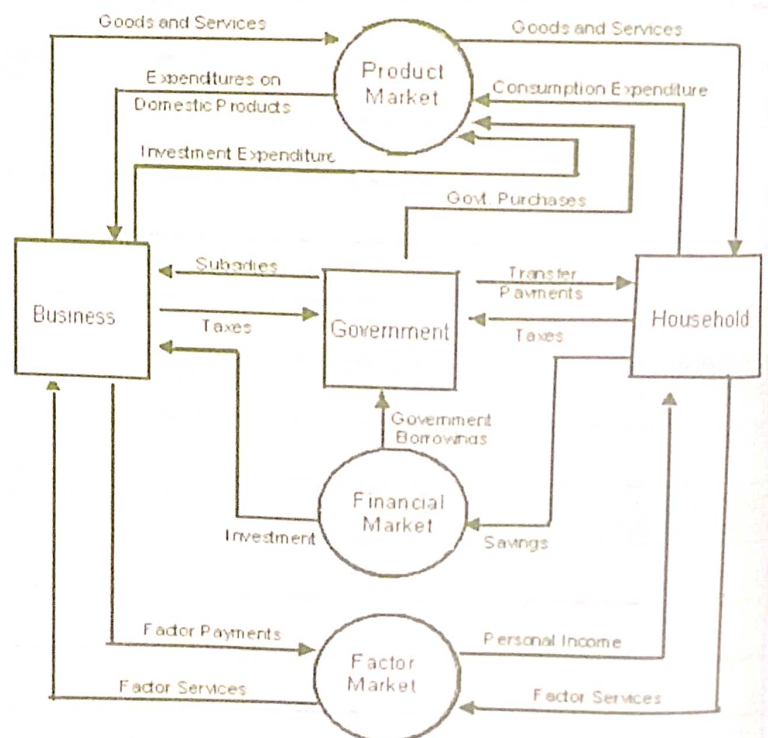 Goods and Services
Goods and Services
Product
Market
Expenditures on
Domestic Products
Consumption Expenditure
Investment Expenditure
Govt. Purchases
Subsidies
Transfer
Payments
Business
Government
Household
Taxes
Taxes
Government
Borrowings
Financial
Market
Investment
Savings
Factor Payments
Personal Income
Factor
Market
Factor Services
Factor Services